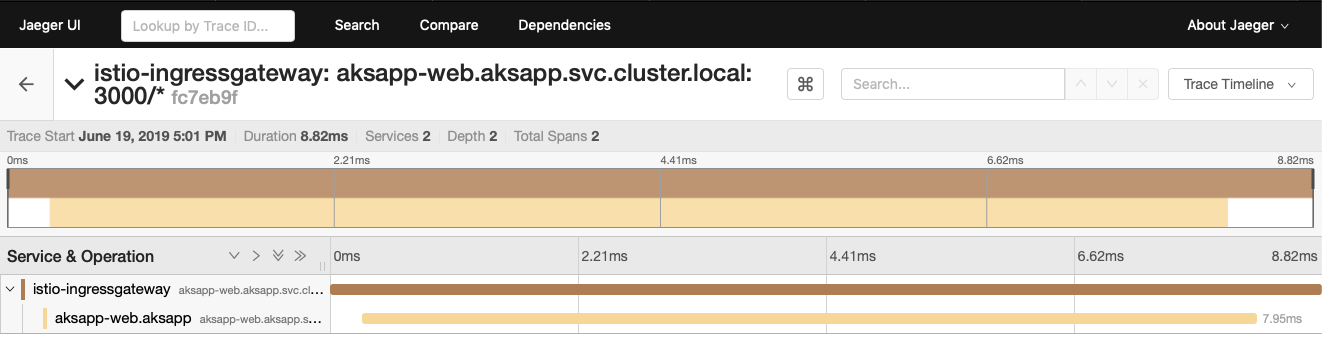 Jaeger UI Lookup by Trace ID... Search Compare Dependencies About Jaeger
istio-ingressgateway: aksapp-web.aksapp.svc.cluster.local:
3000/* fc7eb9f
⌘ Search... Trace Timeline
Trace Start June 19, 2019 5:01 PM Duration 8.82ms Services 2 Depth 2 Total Spans 2
0ms 2.21ms 4.41ms 6.62ms 8.82ms
Service & Operation 0ms 2.21ms 4.41ms 6.62ms 8.82ms
istio-ingressgateway aksapp-web.aksapp.svc.cl...
aksapp-web.aksapp aksapp-web.aksapp.s... 7.95ms